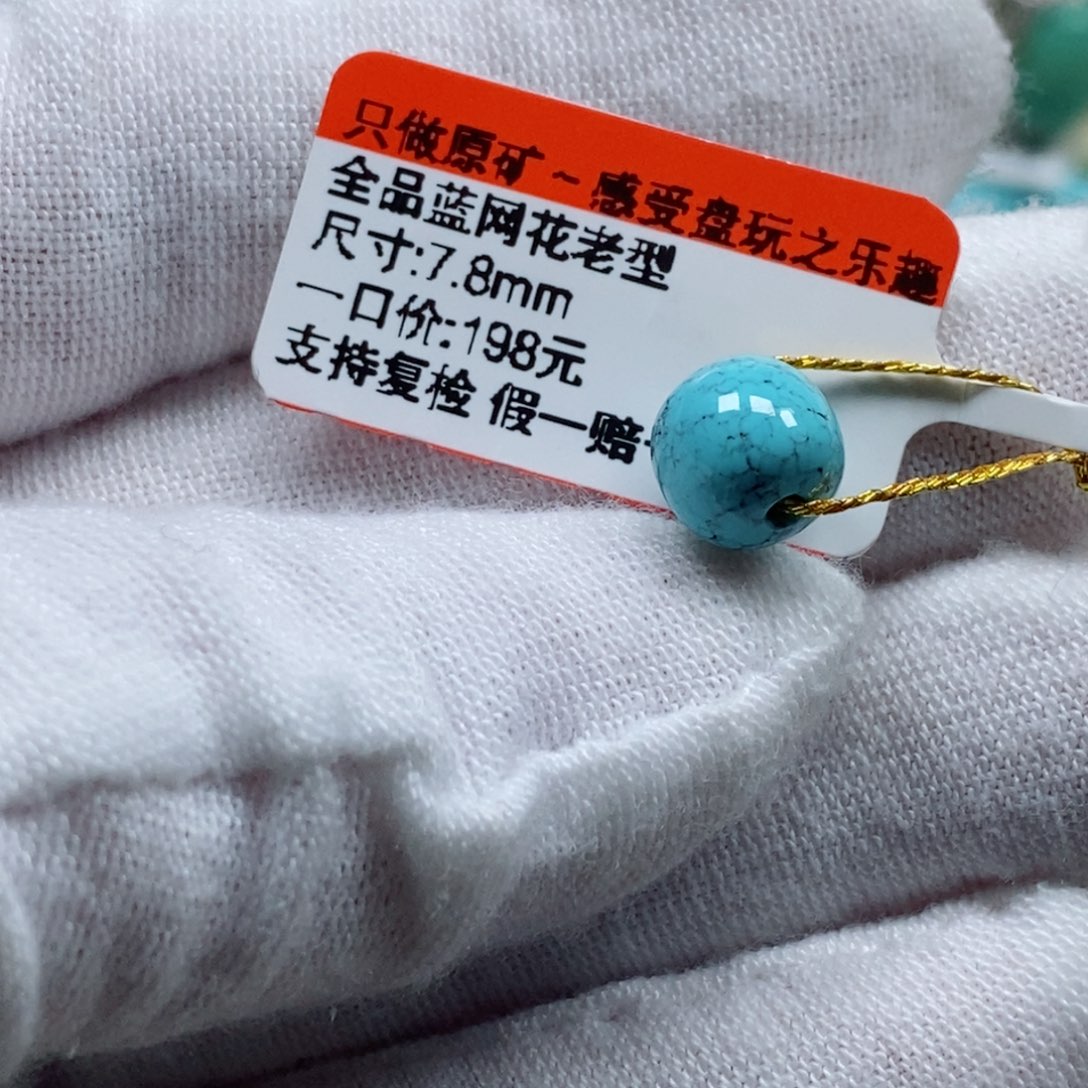 只做原矿~感受盘玩之乐趣
全品蓝网花老型
尺寸:7.8mm
一口价:198元
支持复检 假一赔